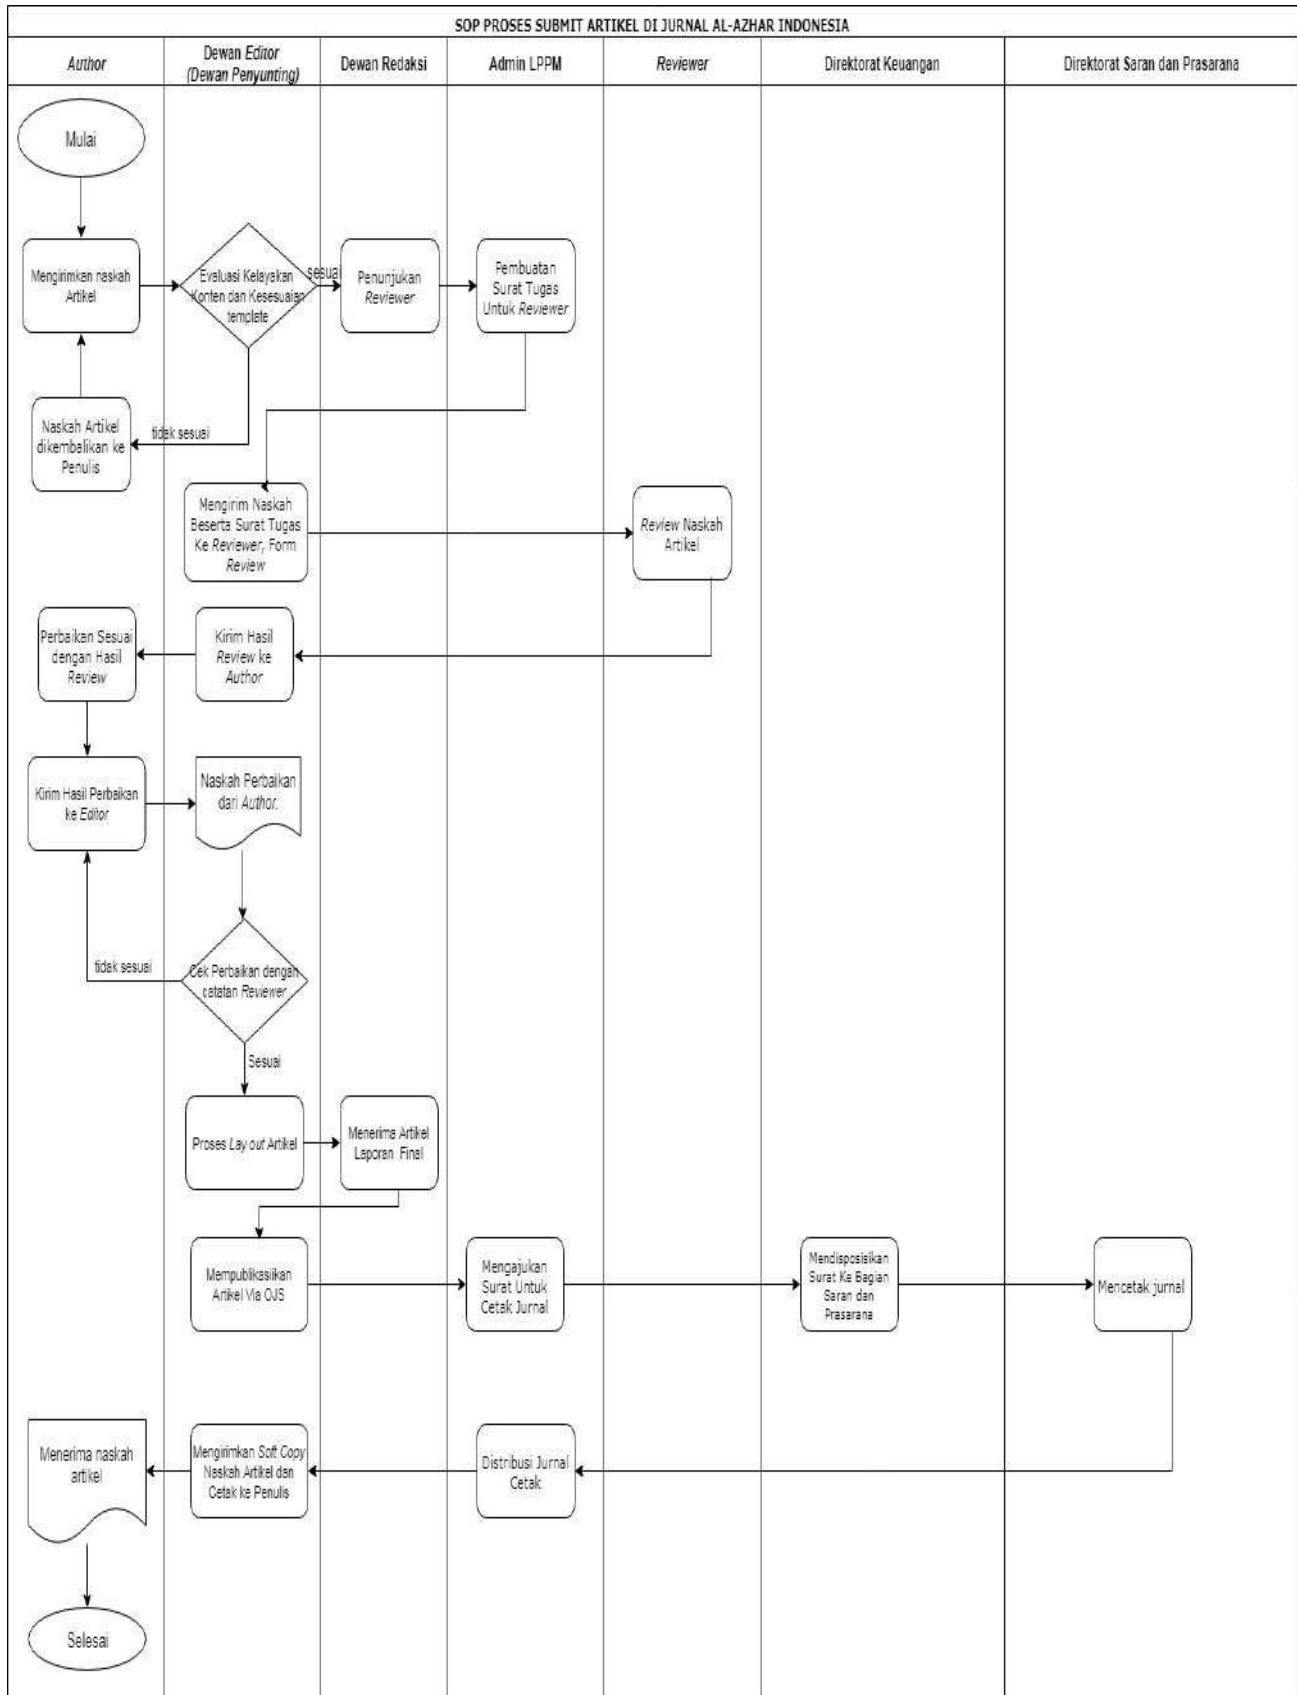 SOP PROSES SUBMIT ARTIKEL DI JURNAL AL-AZHAR INDONESIA
Author
Dewan Editor
(Dewan Penyunting)
Dewan Redaksi
Admin LPPM
Reviewer
Direktorat Keuangan
Direktorat Saran dan Prasarana
Mulai
Mengirimkan naskah
Artikel
Evaluasi Kelayakan
Konten dan Kesesuaian
template
sesuai
Penunjukan
Reviewer
Pembuatan
Surat Tugas
Untuk Reviewer
Naskah Artikel
dikembalikan ke
Penulis
tidak sesuai
Mengirim Naskah
Beserta Surat Tugas
Ke Reviewer, Form
Review
Review Naskah
Artikel
Perbaikan Sesuai
dengan Hasil
Review
Kirim Hasil
Review ke
Author
Kirim Hasil Perbaikan
ke Editor
Naskah Perbaikan
dari Author.
tidak sesuai
Cek Perbaikan dengan
catatan Reviewer
Sesuai
Proses Lay out Artikel
Menerima Artikel
Laporan Final
Mempublikasiikan
Artikel Via OJS
Mengajukan
Surat Untuk
Cetak Jurnal
Mendisposisikan
Surat Ke Bagian
Saran dan
Prasarana
Mencetak jurnal
Menerima naskah
artikel
Mengirimkan Soft Copy
Naskah Artikel dan
Cetak ke Penulis
Distribusi Jurnal
Cetak
Selesai